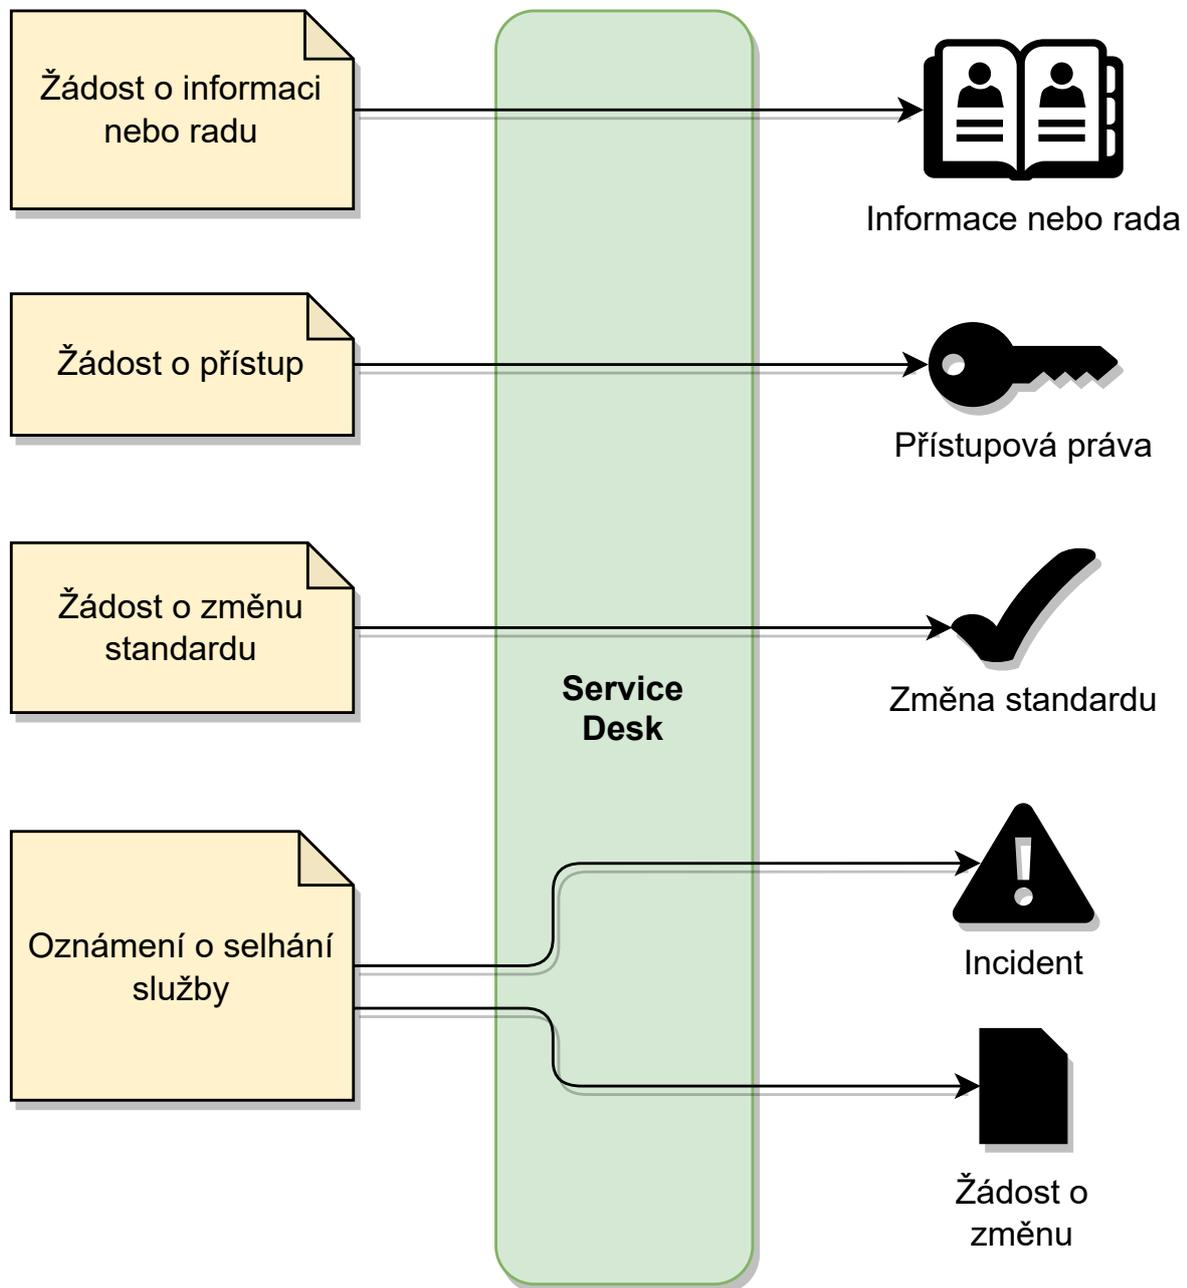 Žádost o informaci
nebo radu
Informace nebo rada
Žádost o přístup
Přístupová práva
Žádost o změnu
standardu
Service
Desk
Změna standardu
Oznámení o selhání
služby
Incident
Žádost o
změnu